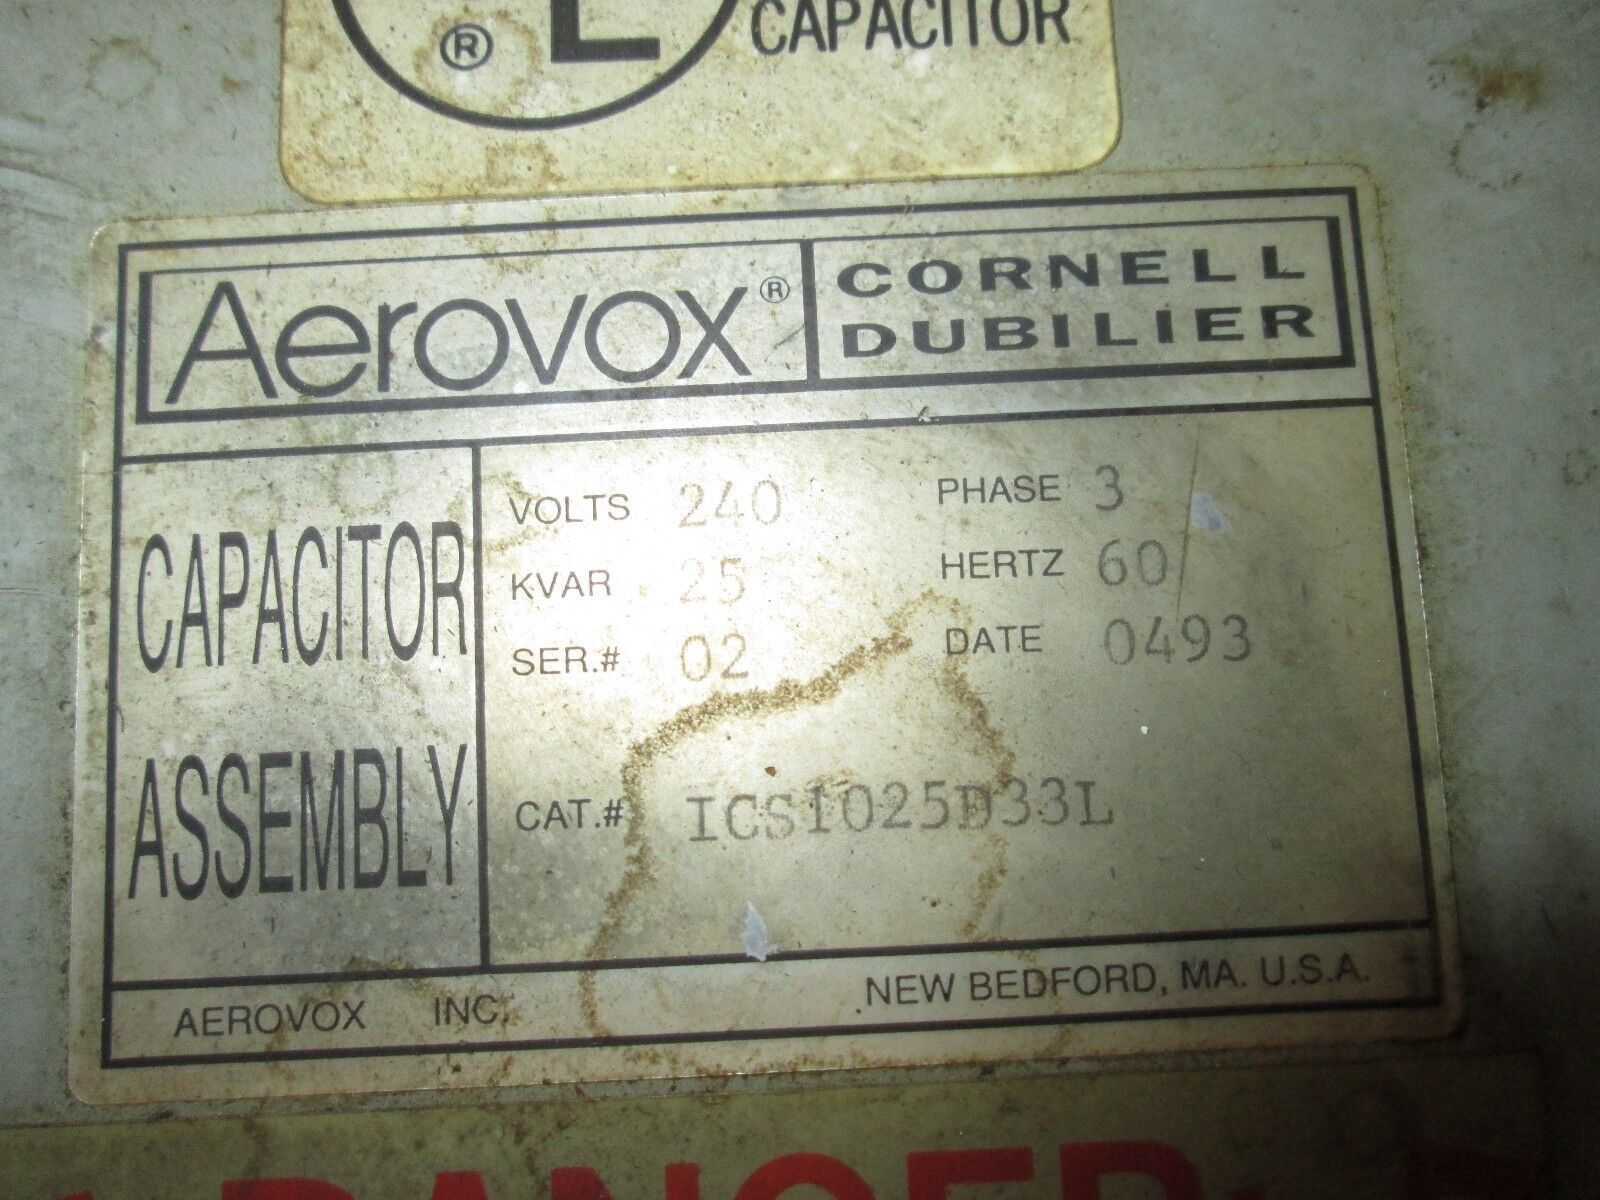 ® L CAPACITOR
AEROVOX® CORNELL
DUBILIER
CAPACITOR
ASSEMBLY
VOLTS 240 PHASE 3
KVAR 25 HERTZ 60
SER.# 02 DATE 0493
CAT.# ICS1025D33L
AEROVOX INC. NEW BEDFORD, MA. U.S.A.
DANGER